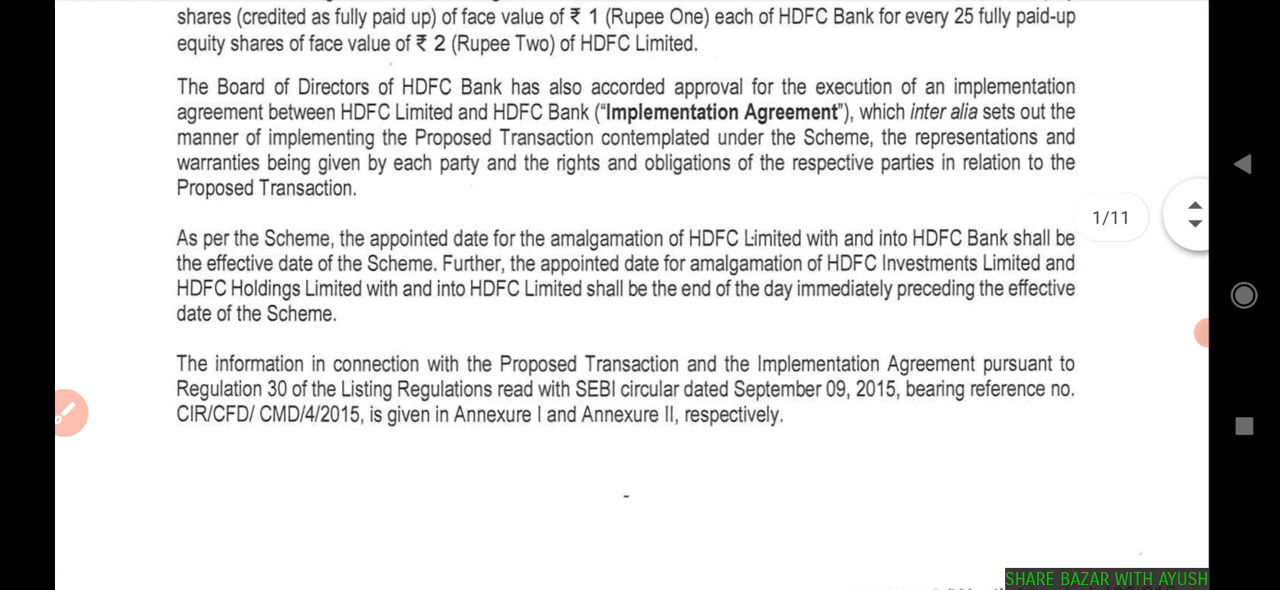 shares (credited as fully paid up) of face value of ₹ 1 (Rupee One) each of HDFC Bank for every 25 fully paid-up
equity shares of face value of ₹ 2 (Rupee Two) of HDFC Limited.
The Board of Directors of HDFC Bank has also accorded approval for the execution of an implementation
agreement between HDFC Limited and HDFC Bank (“Implementation Agreement”), which inter alia sets out the
manner of implementing the Proposed Transaction contemplated under the Scheme, the representations and
warranties being given by each party and the rights and obligations of the respective parties in relation to the
Proposed Transaction.
1/11
As per the Scheme, the appointed date for the amalgamation of HDFC Limited with and into HDFC Bank shall be
the effective date of the Scheme. Further, the appointed date for amalgamation of HDFC Investments Limited and
HDFC Holdings Limited with and into HDFC Limited shall be the end of the day immediately preceding the effective
date of the Scheme.
The information in connection with the Proposed Transaction and the Implementation Agreement pursuant to
Regulation 30 of the Listing Regulations read with SEBI circular dated September 09, 2015, bearing reference no.
CIR/CFD/ CMD/4/2015, is given in Annexure I and Annexure II, respectively.
SHARE BAZAR WITH AYUSH